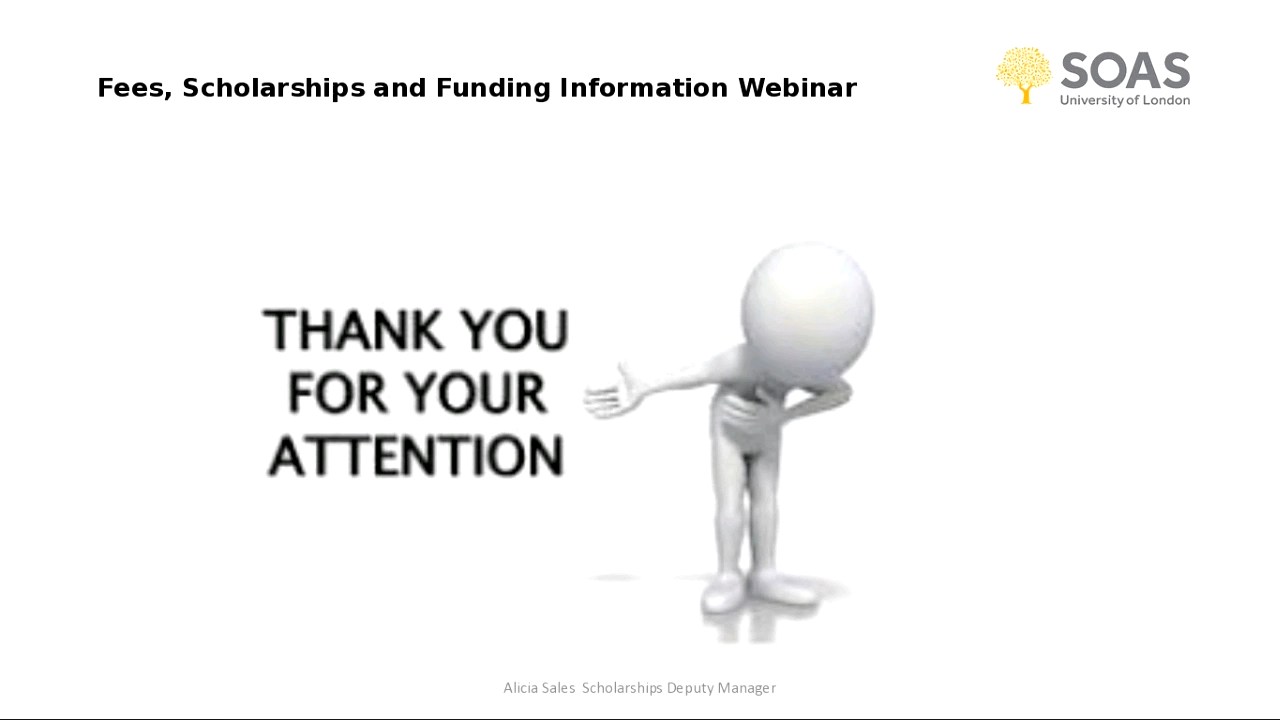 Fees, Scholarships and Funding Information Webinar
SOAS
University of London
THANK YOU
FOR YOUR
ATTENTION
Alicia Sales  Scholarships Deputy Manager